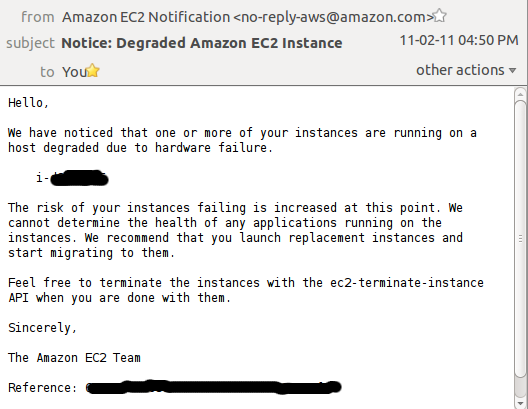 from Amazon EC2 Notification <no-reply-aws@amazon.com>
subject Notice: Degraded Amazon EC2 Instance 11-02-11 04:50 PM
to You other actions
Hello,
We have noticed that one or more of your instances are running on a
host degraded due to hardware failure.
i-
The risk of your instances failing is increased at this point. We
cannot determine the health of any applications running on the
instances. We recommend that you launch replacement instances and
start migrating to them.
Feel free to terminate the instances with the ec2-terminate-instance
API when you are done with them.
Sincerely,
The Amazon EC2 Team
Reference: